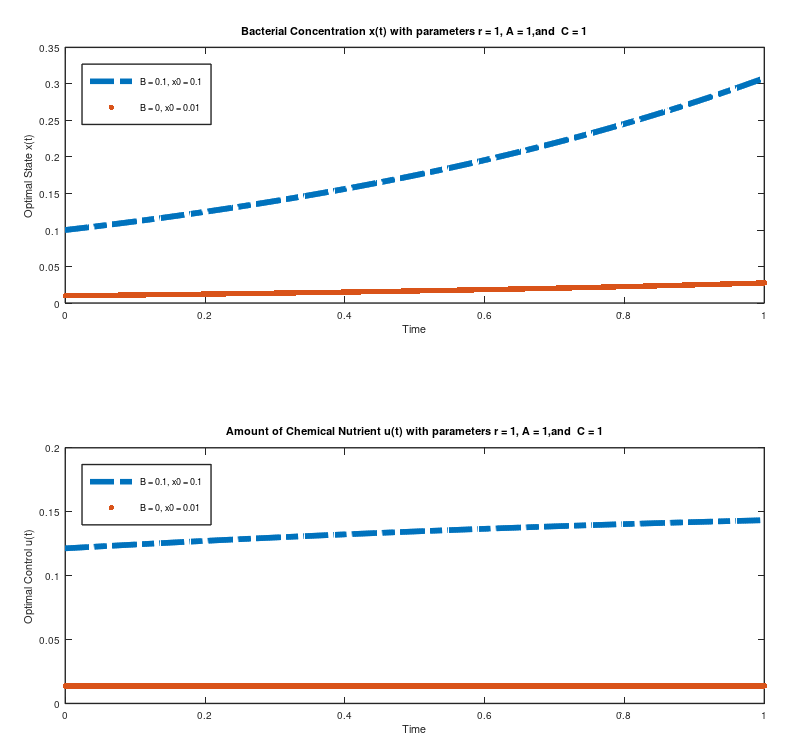 Bacterial Concentration x(t) with parameters r = 1, A = 1,and  C = 1
0.35
0.3
0.25
0.2
0.15
0.1
0.05
0
Optimal State x(t)
B = 0.1, x0 = 0.1
B = 0, x0 = 0.01
0 0.2 0.4 0.6 0.8 1
Time
Amount of Chemical Nutrient u(t) with parameters r = 1, A = 1,and  C = 1
0.2
0.15
0.1
0.05
0
Optimal Control u(t)
B = 0.1, x0 = 0.1
B = 0, x0 = 0.01
0 0.2 0.4 0.6 0.8 1
Time